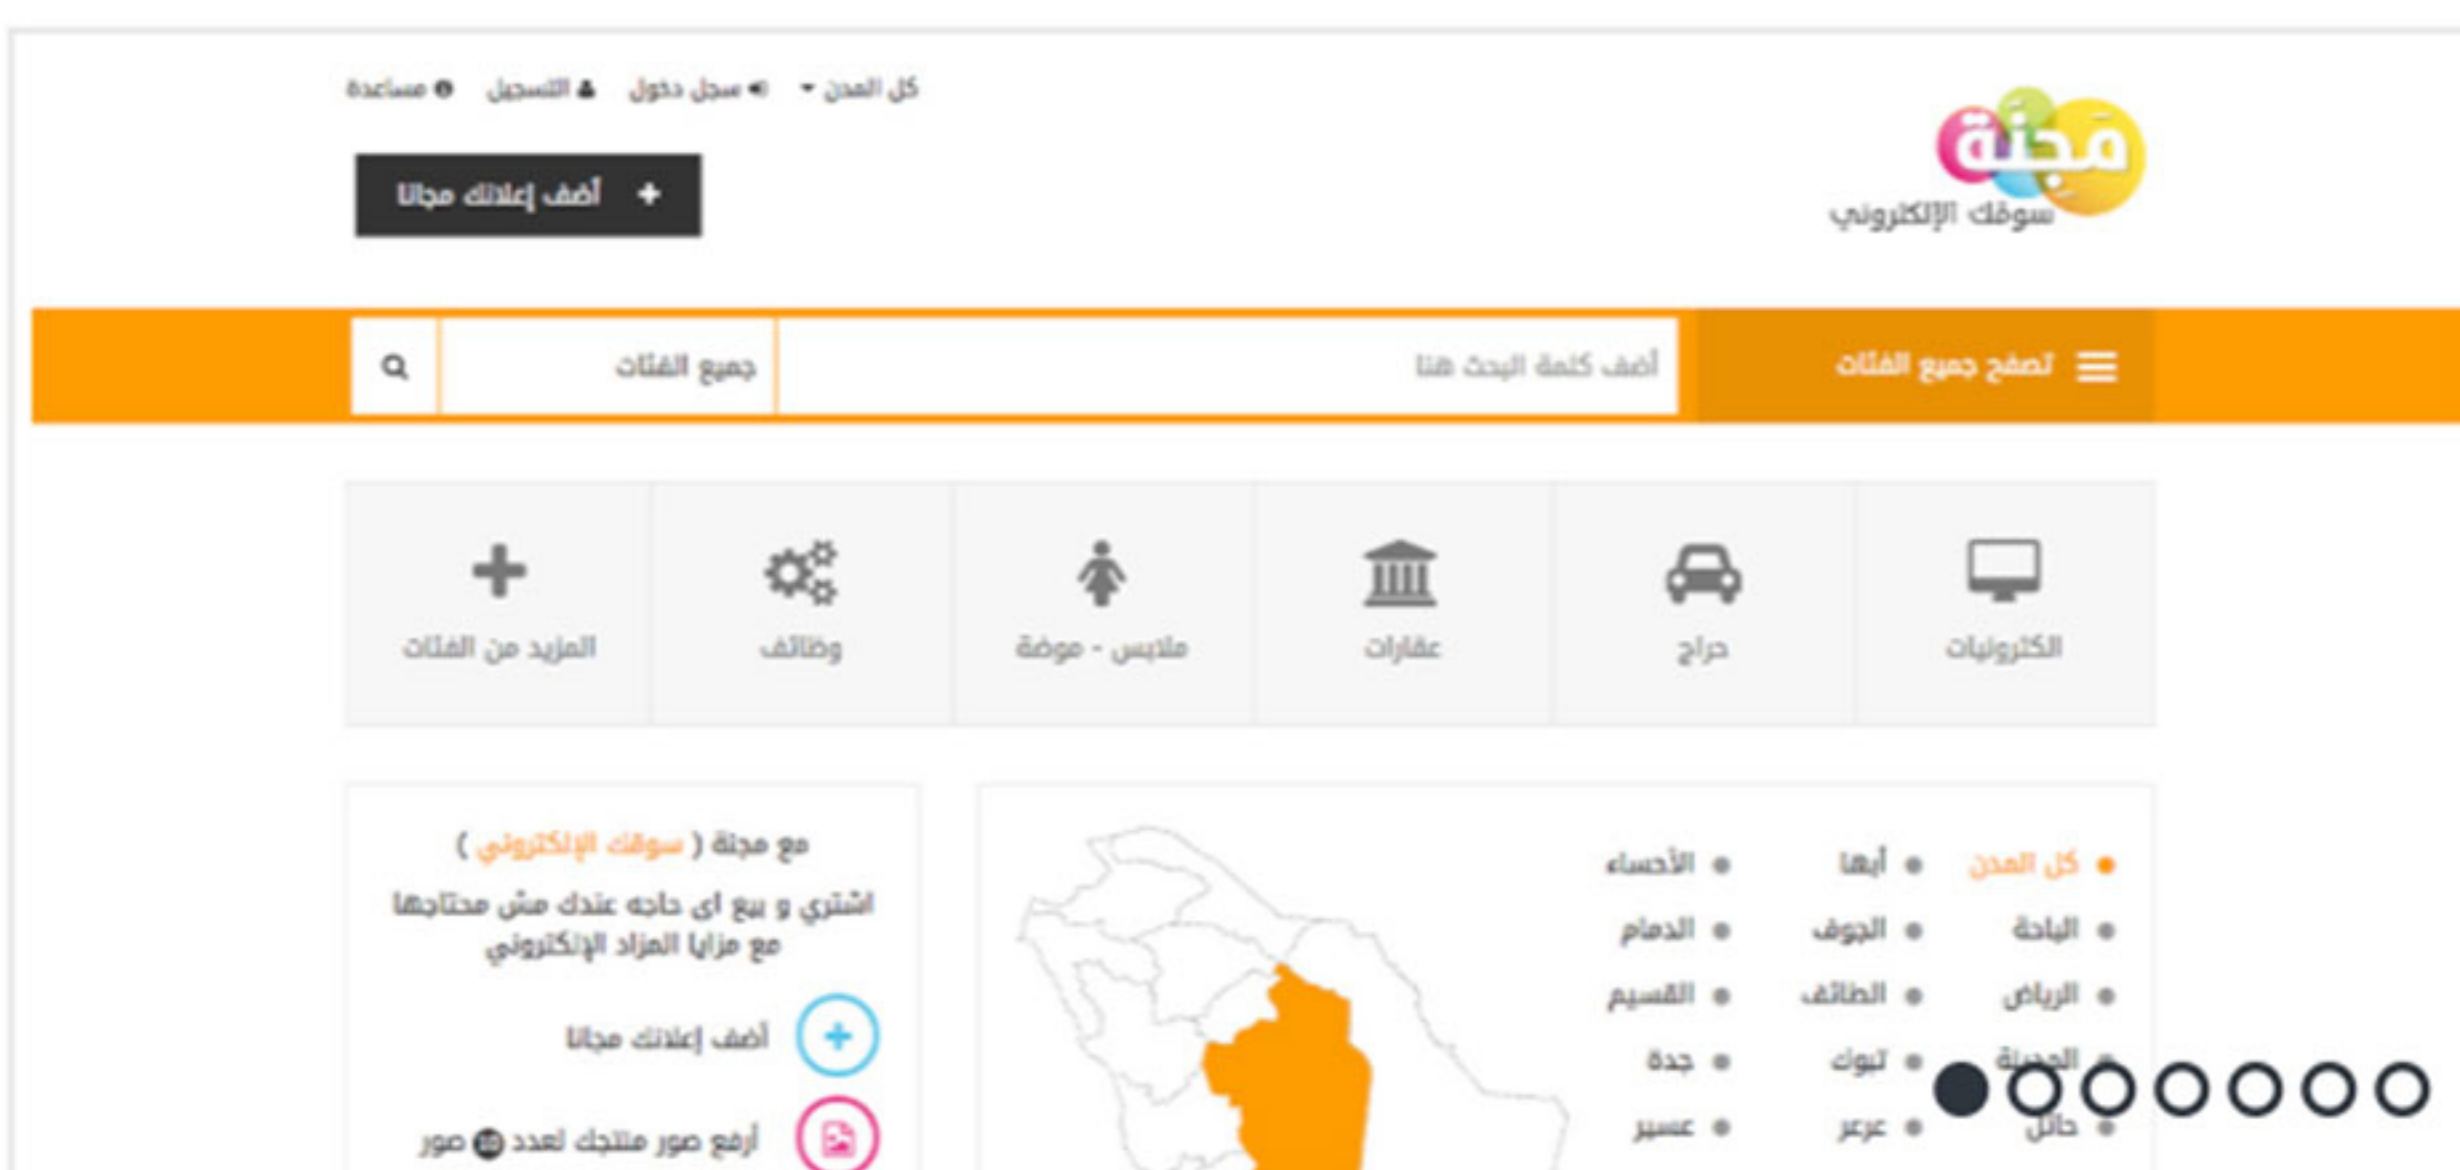 كل المدن سجل دخول التسجيل مساعدة
مَجِنَّة
سوقك الإلكتروني
أضف إعلانك مجانا
تصفح جميع الفئات
أضف كلمة البحث هنا
جميع الفئات
الكترونيات
حراج
عقارات
ملابس - موضة
وظائف
المزيد من الفئات
كل المدن أبها الأحساء
الباحة الجوف الدمام
الرياض الطائف القسيم
المدينة تبوك جدة
حائل عرعر عسير
مع مجنة ( سوقك الإلكتروني )
اشتري و بيع اى حاجه عندك مش محتاجها
مع مزايا المزاد الإلكتروني
أضف إعلانك مجانا
أرفع صور منتجك لعدد صور